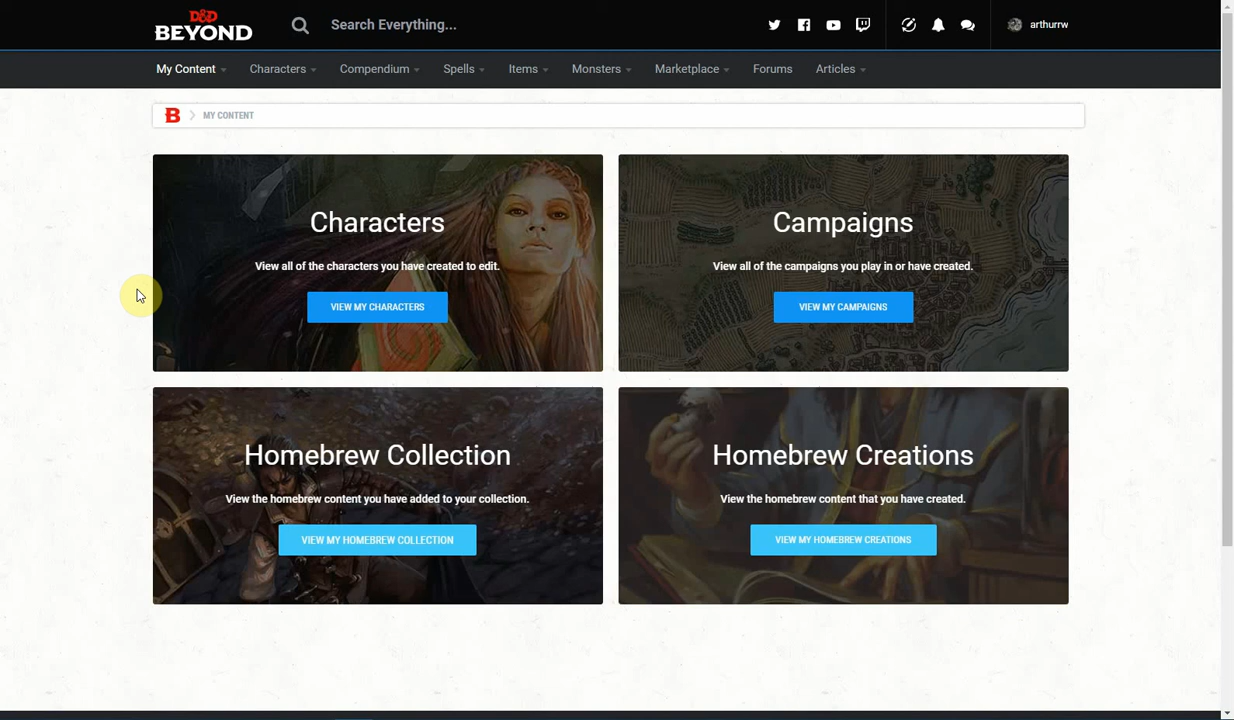 D&D
BEYOND
Search Everything...
arthurrw
My Content
Characters
Compendium
Spells
Items
Monsters
Marketplace
Forums
Articles
B
MY CONTENT
Characters
View all of the characters you have created to edit.
VIEW MY CHARACTERS
Campaigns
View all of the campaigns you play in or have created.
VIEW MY CAMPAIGNS
Homebrew Collection
View the homebrew content you have added to your collection.
VIEW MY HOMEBREW COLLECTION
Homebrew Creations
View the homebrew content that you have created.
VIEW MY HOMEBREW CREATIONS